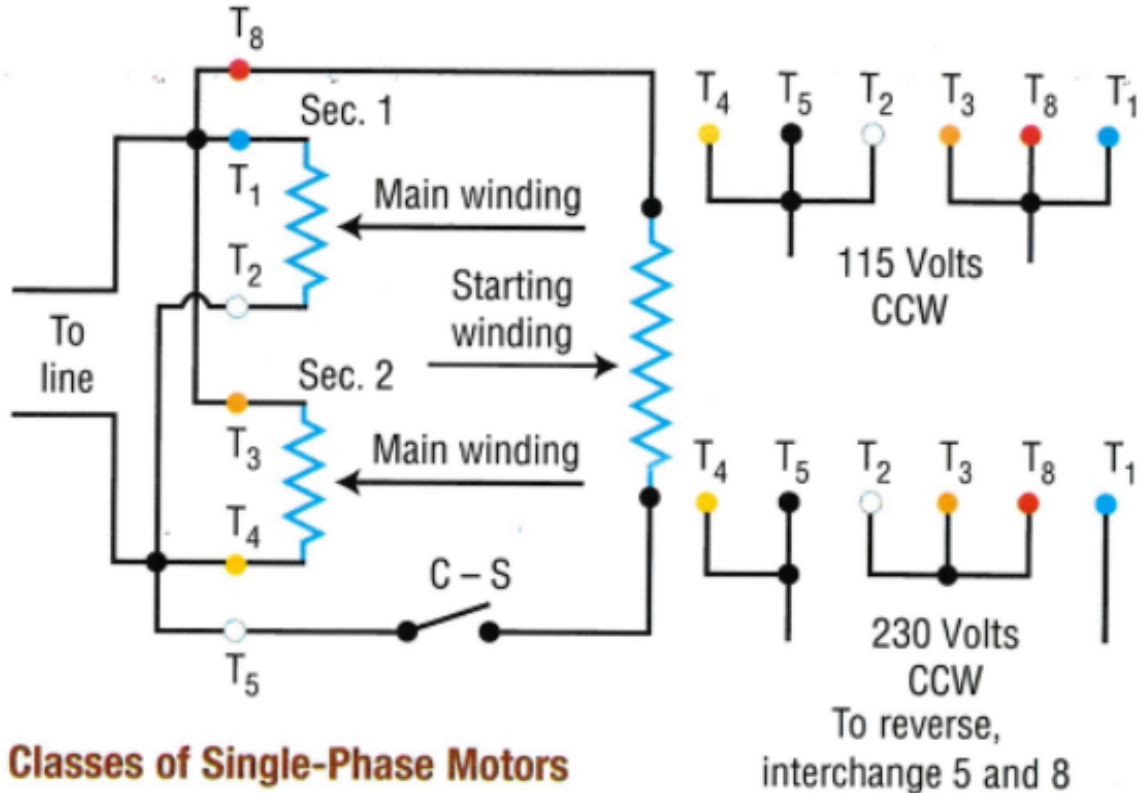 T8
Sec. 1
T1
Main winding
T2
Starting
winding
To
line
Sec. 2
T3
Main winding
T4
C – S
T5
T4 T5 T2 T3 T8 T1
115 Volts
CCW
T4 T5 T2 T3 T8 T1
230 Volts
CCW
To reverse,
interchange 5 and 8
Classes of Single-Phase Motors